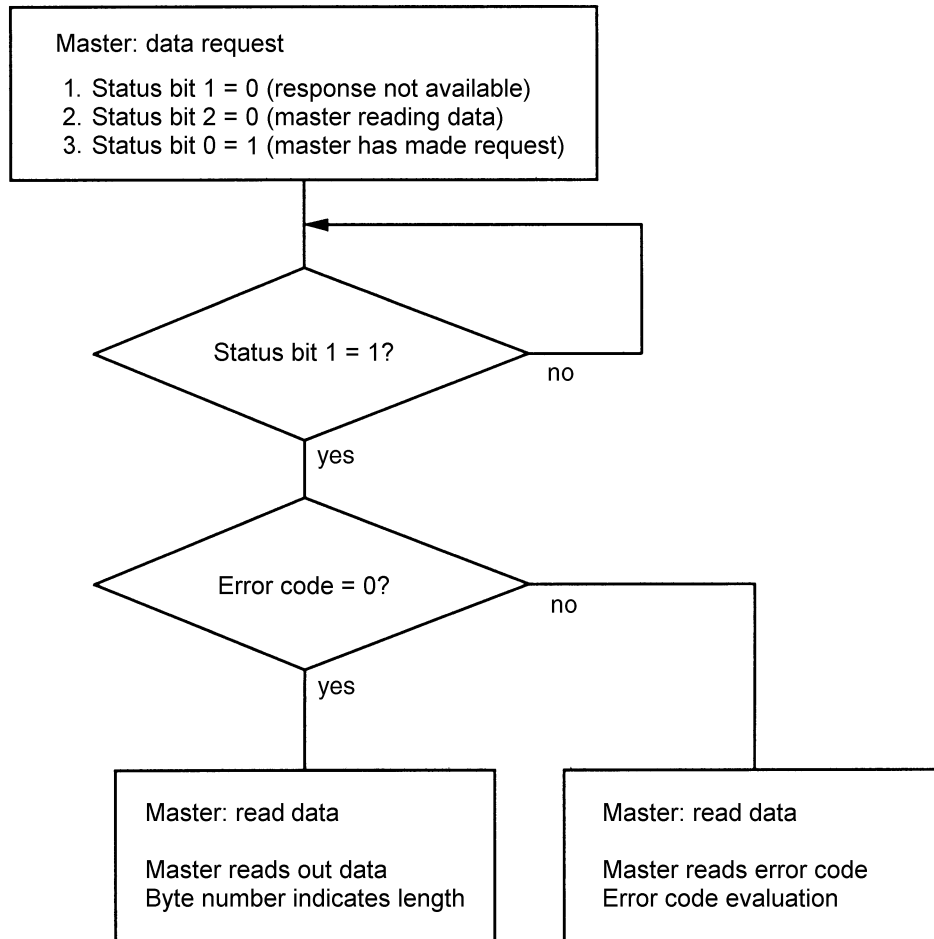 Master: data request
1. Status bit 1 = 0 (response not available)
2. Status bit 2 = 0 (master reading data)
3. Status bit 0 = 1 (master has made request)
Status bit 1 = 1?
no
yes
Error code = 0?
no
yes
Master: read data
Master reads out data
Byte number indicates length
Master: read data
Master reads error code
Error code evaluation